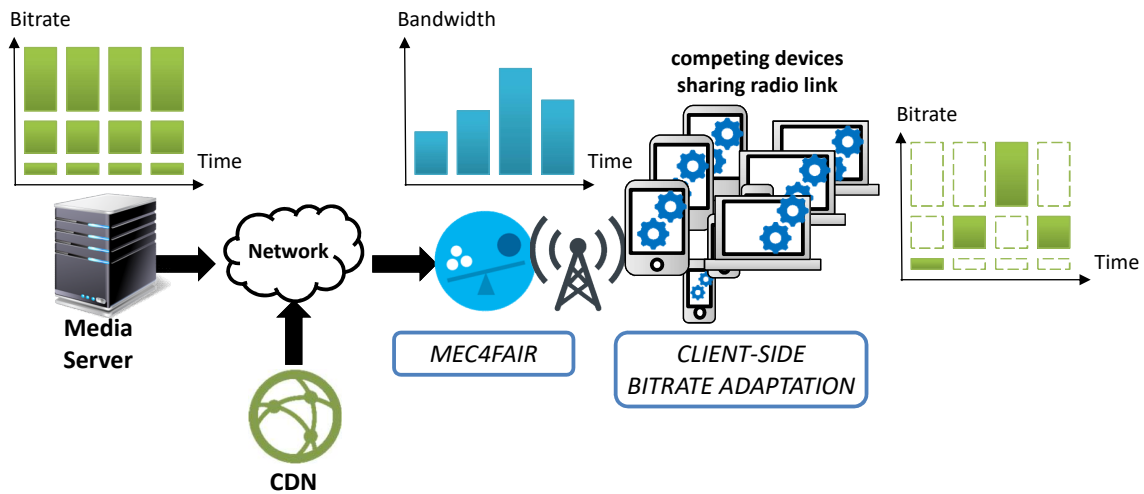 Bitrate
Time
Bandwidth
Time
competing devices
sharing radio link
Bitrate
Time
Network
Media
Server
MEC4FAIR
CLIENT-SIDE
BITRATE ADAPTATION
CDN